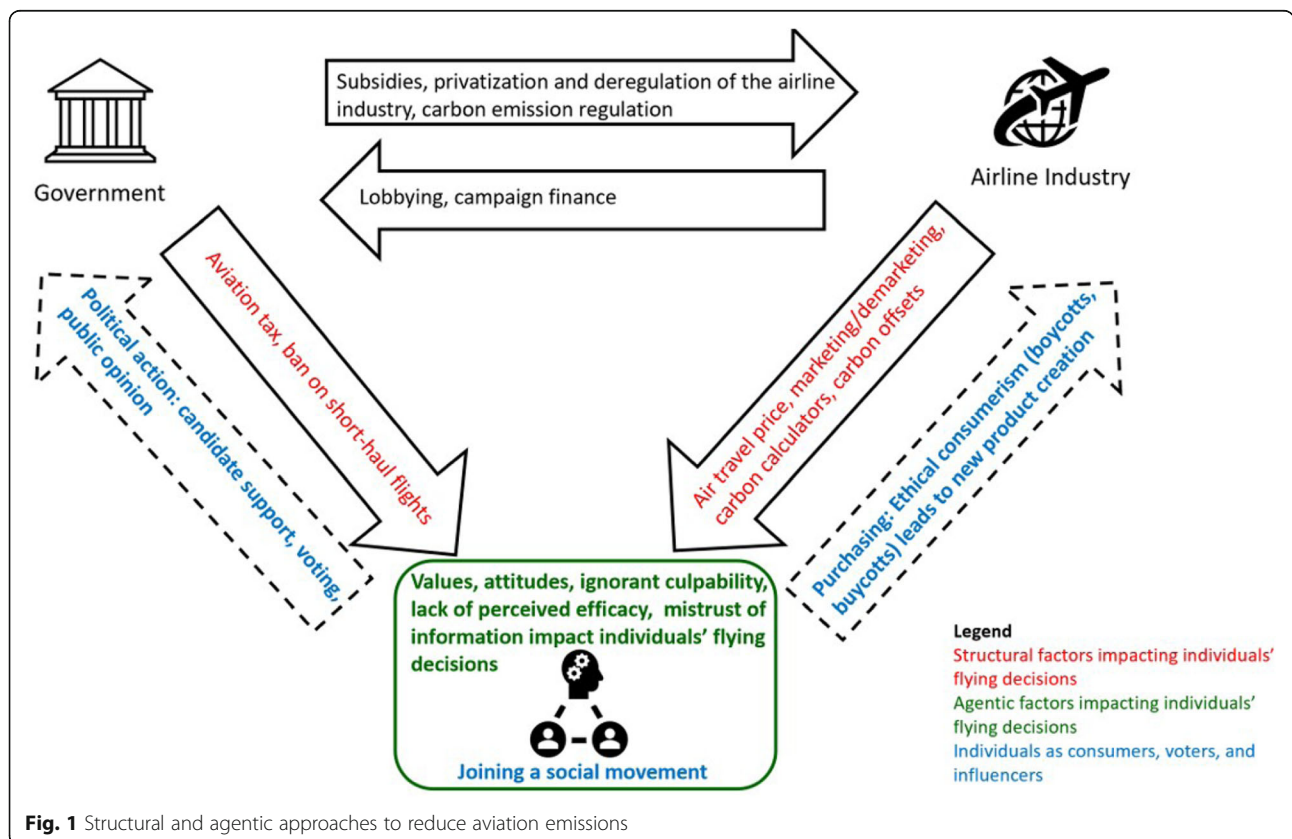 Subsidies, privatization and deregulation of the airline
industry, carbon emission regulation
Government
Airline Industry
Lobbying, campaign finance
Aviation tax, ban on short-haul flights
Political action: candidate support, voting,
public opinion
Air travel price, marketing/demarketing,
carbon calculators, carbon offsets
Purchasing: Ethical consumerism (boycotts,
buycotts) leads to new product creation
Values, attitudes, ignorant culpability,
lack of perceived efficacy, mistrust of
information impact individuals' flying
decisions
Joining a social movement
Legend
Structural factors impacting individuals'
flying decisions
Agentic factors impacting individuals'
flying decisions
Individuals as consumers, voters, and
influencers
Fig. 1 Structural and agentic approaches to reduce aviation emissions